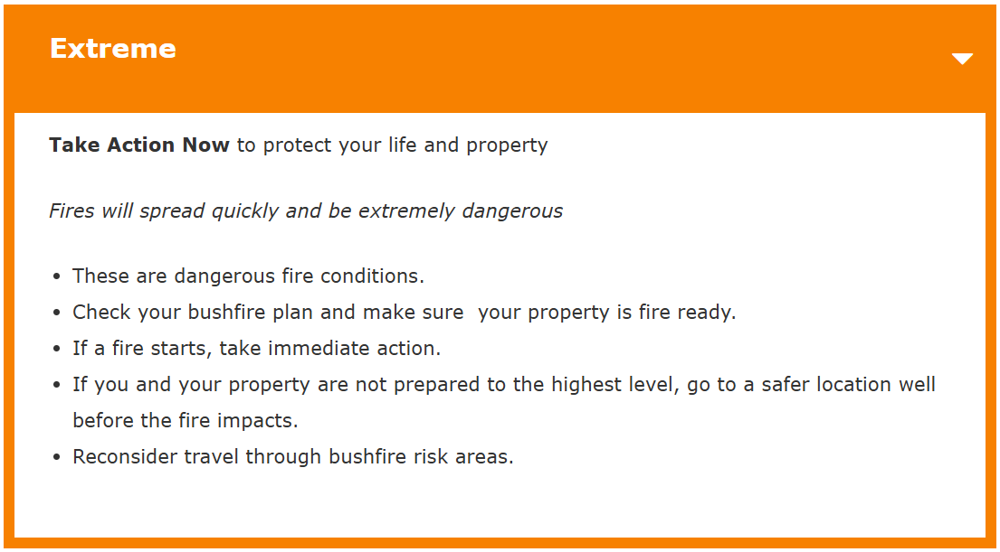 Extreme
Take Action Now to protect your life and property
Fires will spread quickly and be extremely dangerous
• These are dangerous fire conditions.
• Check your bushfire plan and make sure  your property is fire ready.
• If a fire starts, take immediate action.
• If you and your property are not prepared to the highest level, go to a safer location well
before the fire impacts.
• Reconsider travel through bushfire risk areas.